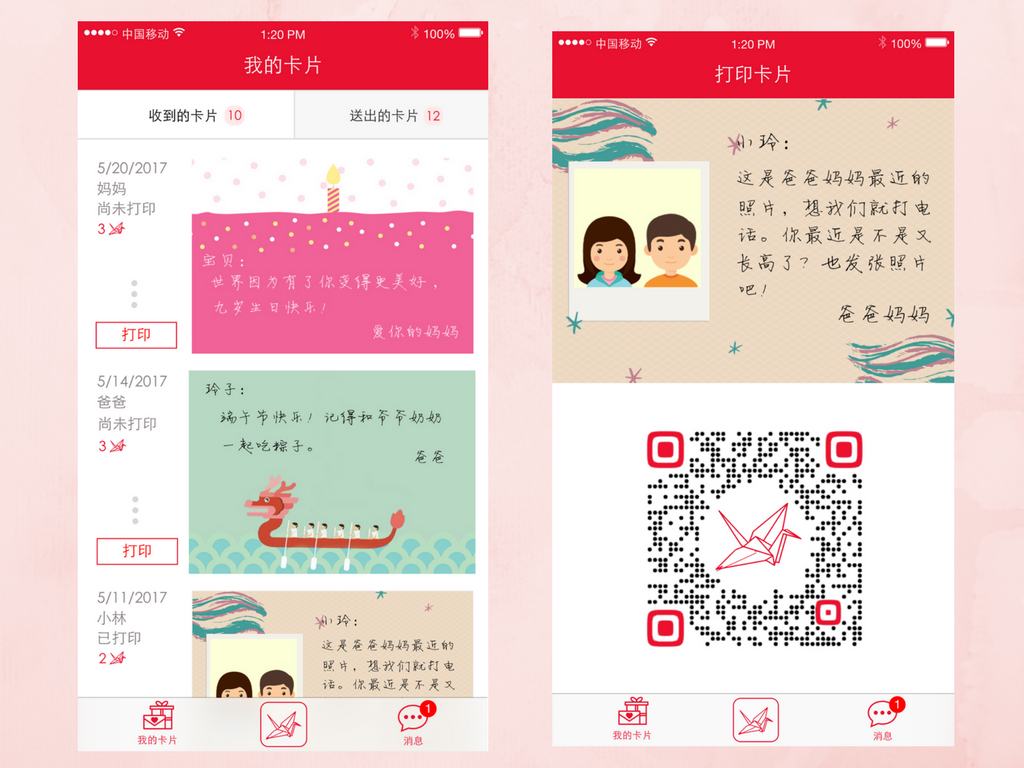 中国移动
1:20 PM
100%
我的卡片
收到的卡片 10
送出的卡片 12
5/20/2017
妈妈
尚未打印
3
打印
宝贝：
世界因为有了你变得更美好，
九岁生日快乐！
爱你的妈妈
5/14/2017
爸爸
尚未打印
3
打印
玲子：
端午节快乐！记得和爷爷奶奶
一起吃粽子。
爸爸
5/11/2017
小林
已打印
2
小玲：
这是爸爸妈妈最近的
照片，想我们就打电
话。你最近是不是又
我的卡片
1
消息
中国移动
1:20 PM
100%
打印卡片
小玲：
这是爸爸妈妈最近的
照片，想我们就打电
话。你最近是不是又
长高了？也发张照片
吧！
爸爸妈妈
我的卡片
1
消息